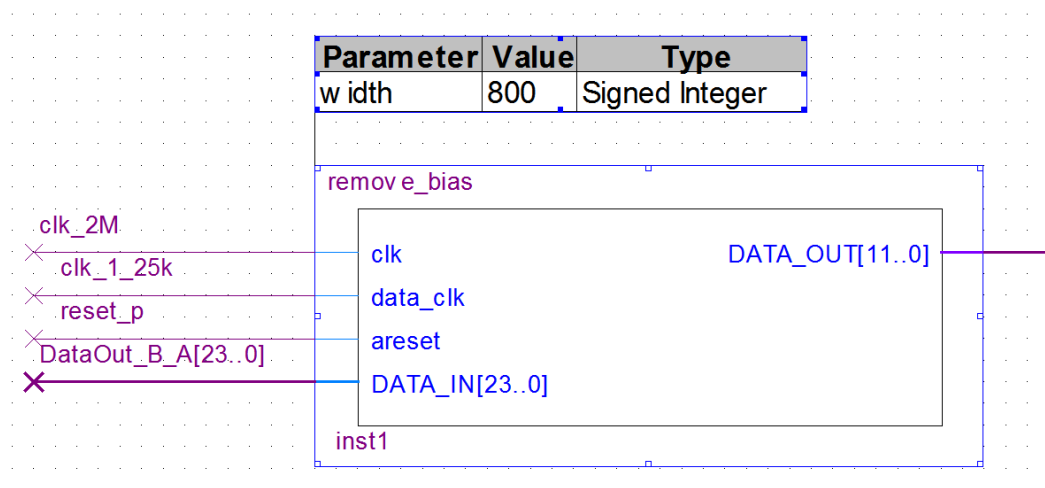 Parameter Value Type
width 800 Signed Integer
remove_bias
clk_2M
clk DATA_OUT[11..0]
clk_1_25k
data_clk
reset_p
areset
DataOut_B_A[23..0]
DATA_IN[23..0]
inst1